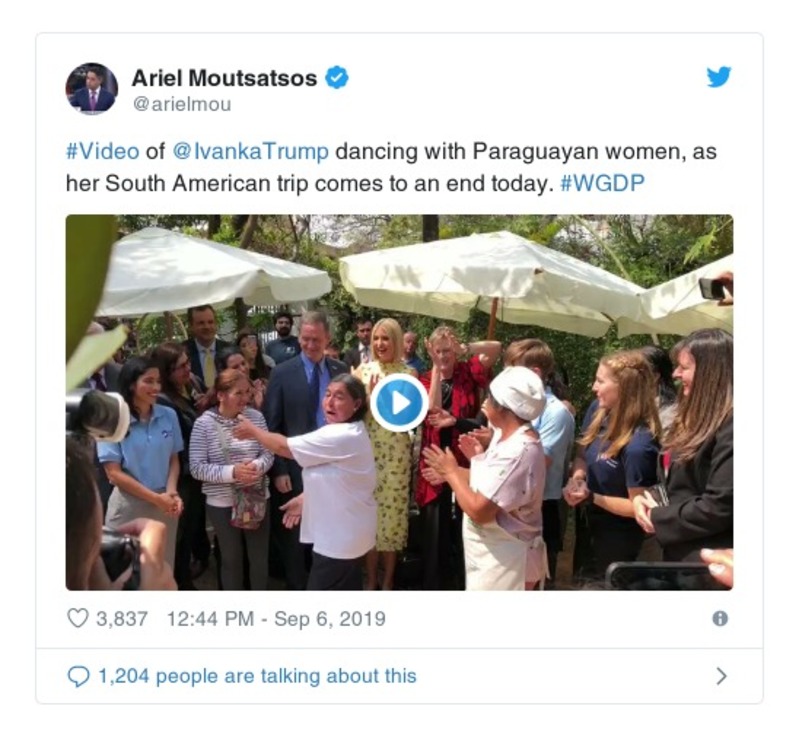 Ariel Moutsatsos
@arielmou
#Video of @IvankaTrump dancing with Paraguayan women, as
her South American trip comes to an end today. #WGDP
3,837 12:44 PM - Sep 6, 2019
1,204 people are talking about this